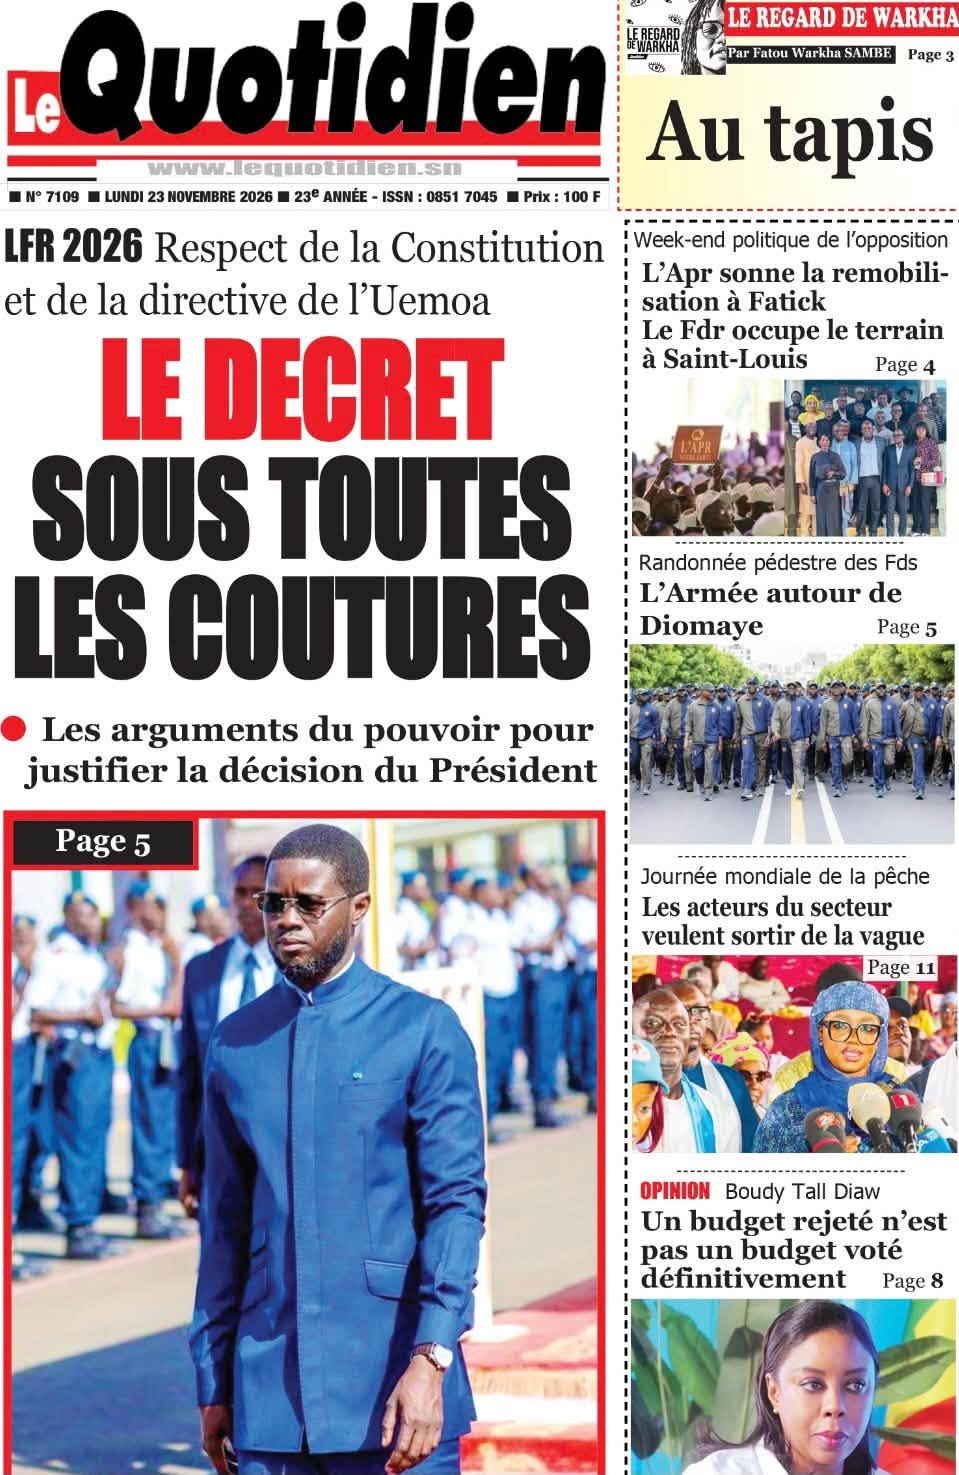 Le Quotidien
www.lequotidien.sn
■ N° 7109 ■ LUNDI 23 NOVEMBRE 2026 ■ 23e ANNÉE - ISSN : 0851 7045 ■ Prix : 100 F
LE REGARD
DE WARKHA
LE REGARD DE WARKHA
Par Fatou Warkha SAMBE Page 3
Au tapis
LFR 2026 Respect de la Constitution
et de la directive de l'Uemoa
LE DECRET
SOUS TOUTES
LES COUTURES
● Les arguments du pouvoir pour
justifier la décision du Président
Page 5
Week-end politique de l'opposition
L'Apr sonne la remobili-
sation à Fatick
Le Fdr occupe le terrain
à Saint-Louis Page 4
L'APR
Randonnée pédestre des Fds
L'Armée autour de
Diomaye Page 5
Journée mondiale de la pêche
Les acteurs du secteur
veulent sortir de la vague
Page 11
OPINION Boudy Tall Diaw
Un budget rejeté n'est
pas un budget voté
définitivement Page 8